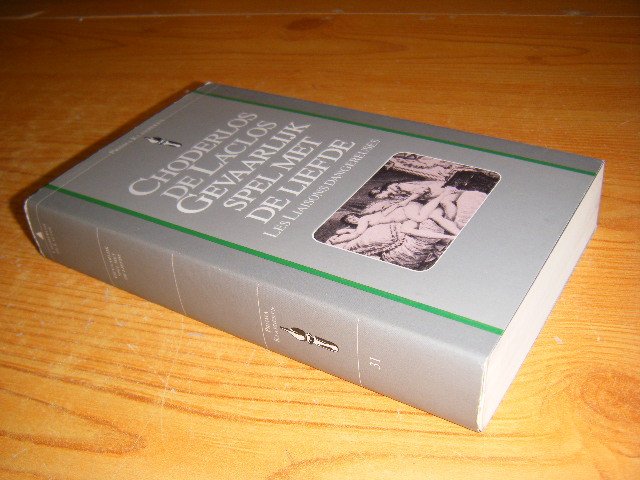 CHODERLOS
DE LACLOS
GEVAARLIJK
SPEL MET
DE LIEFDE
LES LIAISONS DANGEREUSES
31